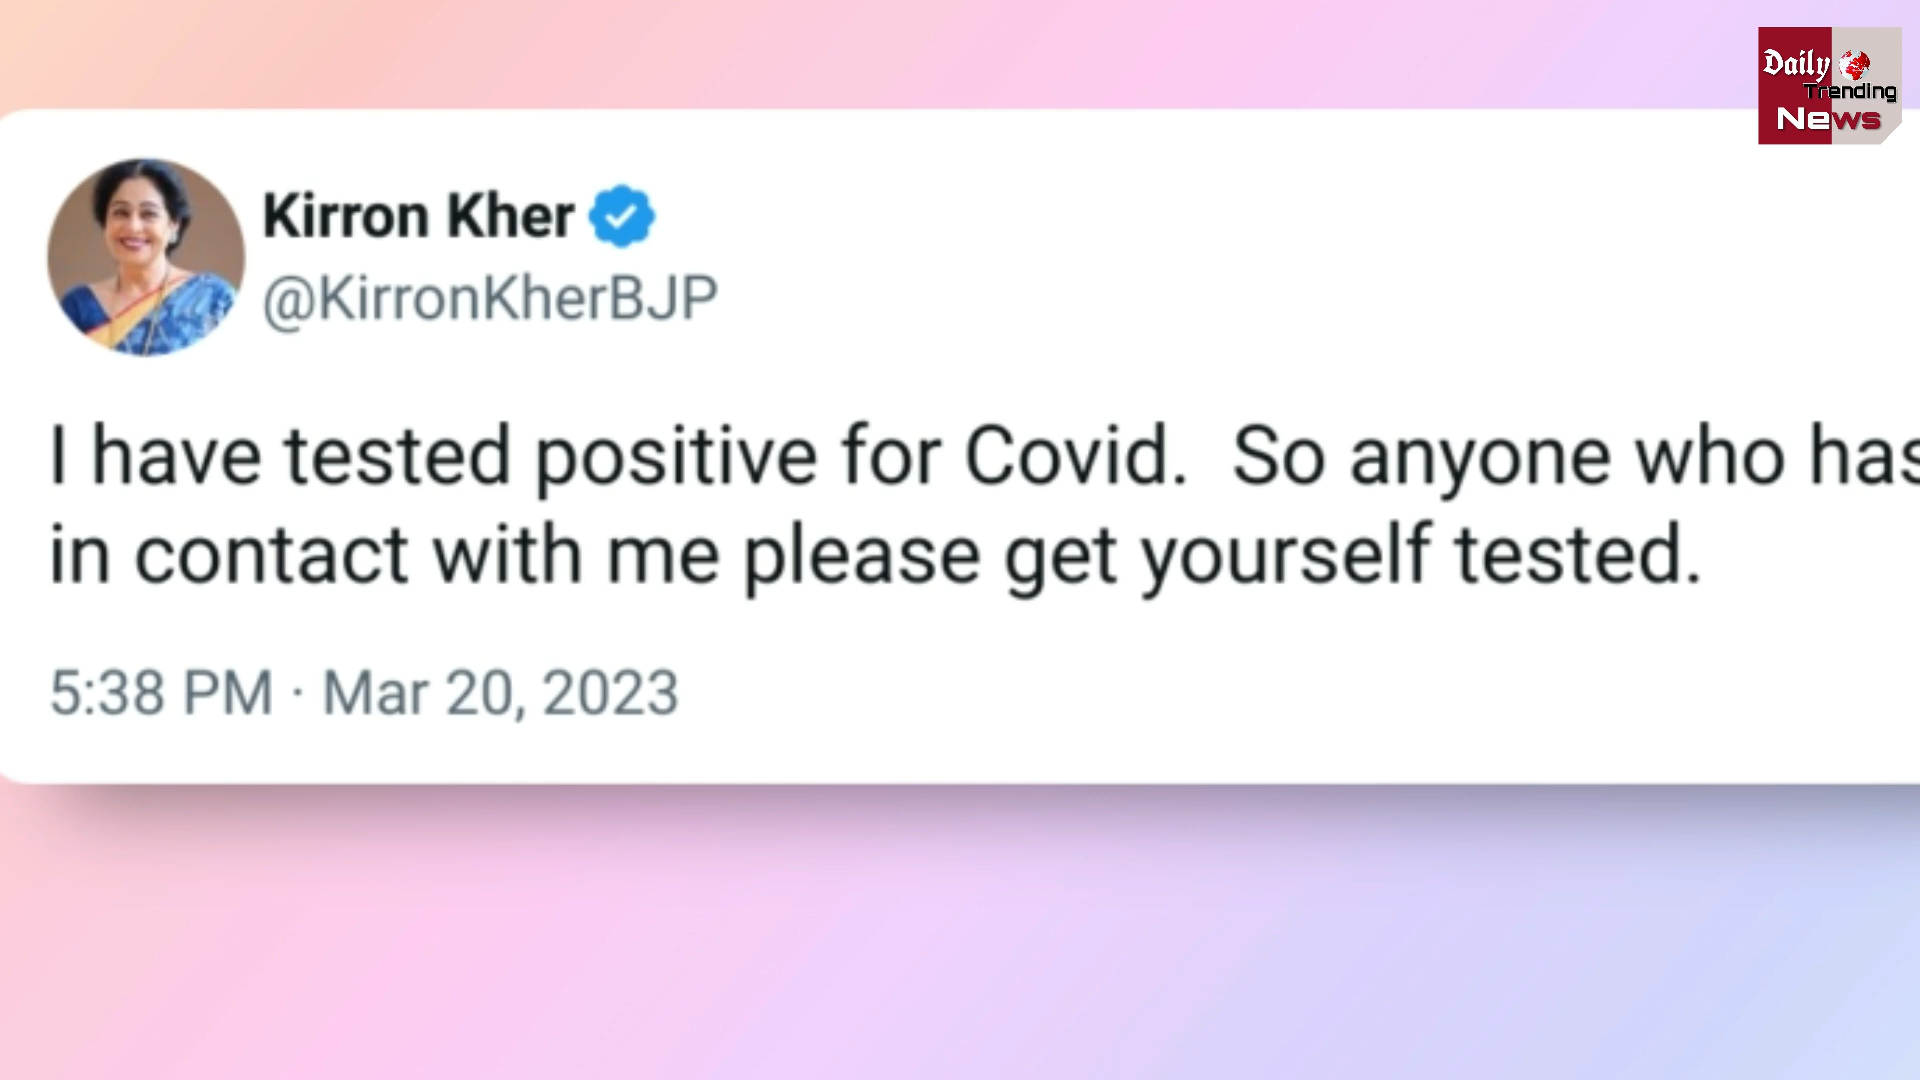 Daily
Trending
News
Kirron Kher
@KirronKherBJP
I have tested positive for Covid.  So anyone who has
in contact with me please get yourself tested.
5:38 PM · Mar 20, 2023